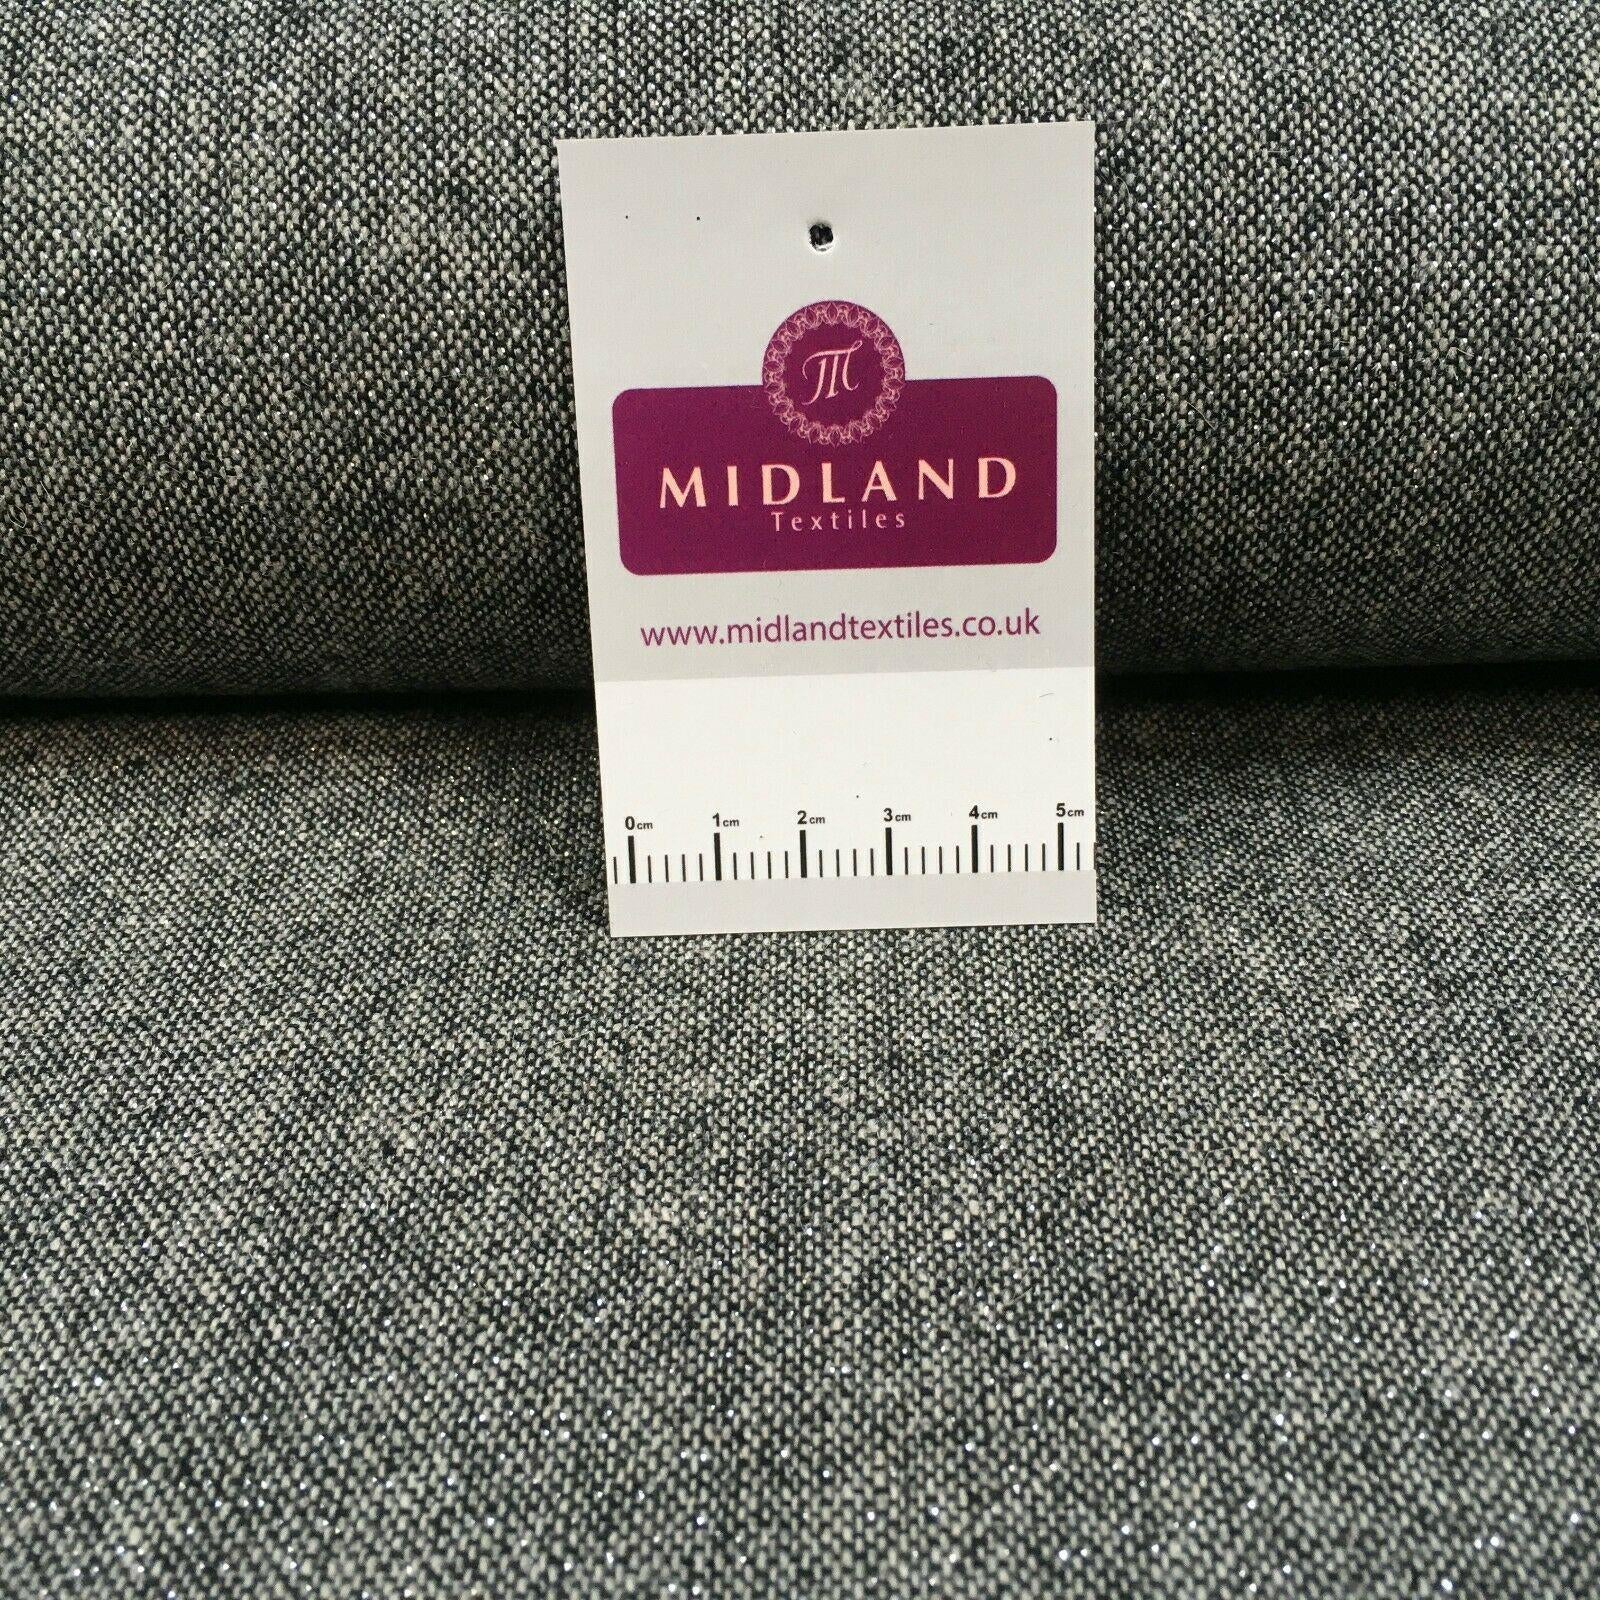 M
MIDLAND
Textiles
www.midlandtextiles.co.uk
0cm 1cm 2cm 3cm 4cm 5cm